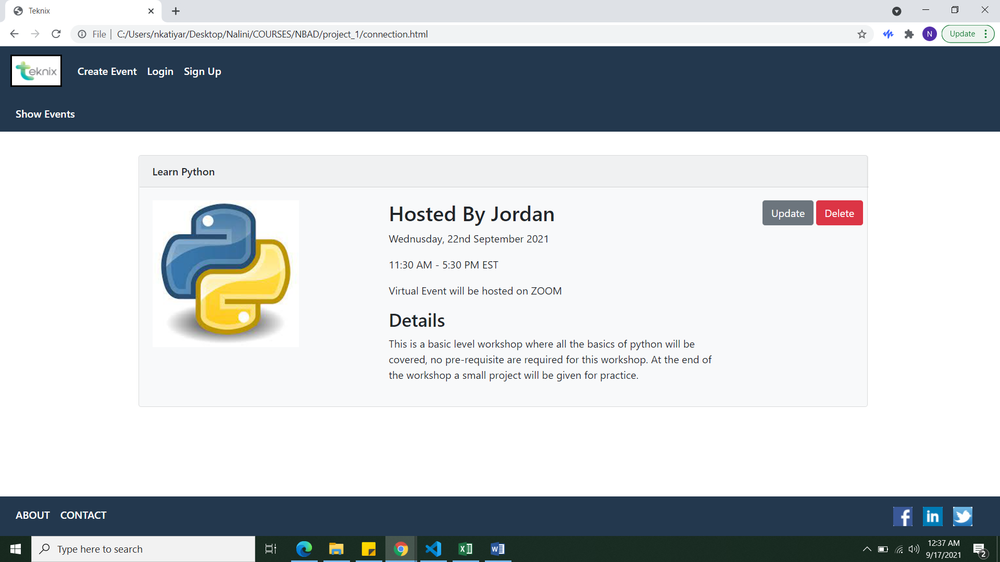 Teknix
File
C:/Users/nkatiyar/Desktop/Nalini/COURSES/NBAD/project_1/connection.html
N
Update
teknix
Create Event
Login
Sign Up
Show Events
Learn Python
Hosted By Jordan
Update
Delete
Wednusday, 22nd September 2021
11:30 AM - 5:30 PM EST
Virtual Event will be hosted on ZOOM
Details
This is a basic level workshop where all the basics of python will be
covered, no pre-requisite are required for this workshop. At the end of
the workshop a small project will be given for practice.
ABOUT
CONTACT
f
in
Type here to search
X
W
12:37 AM
9/17/2021
2